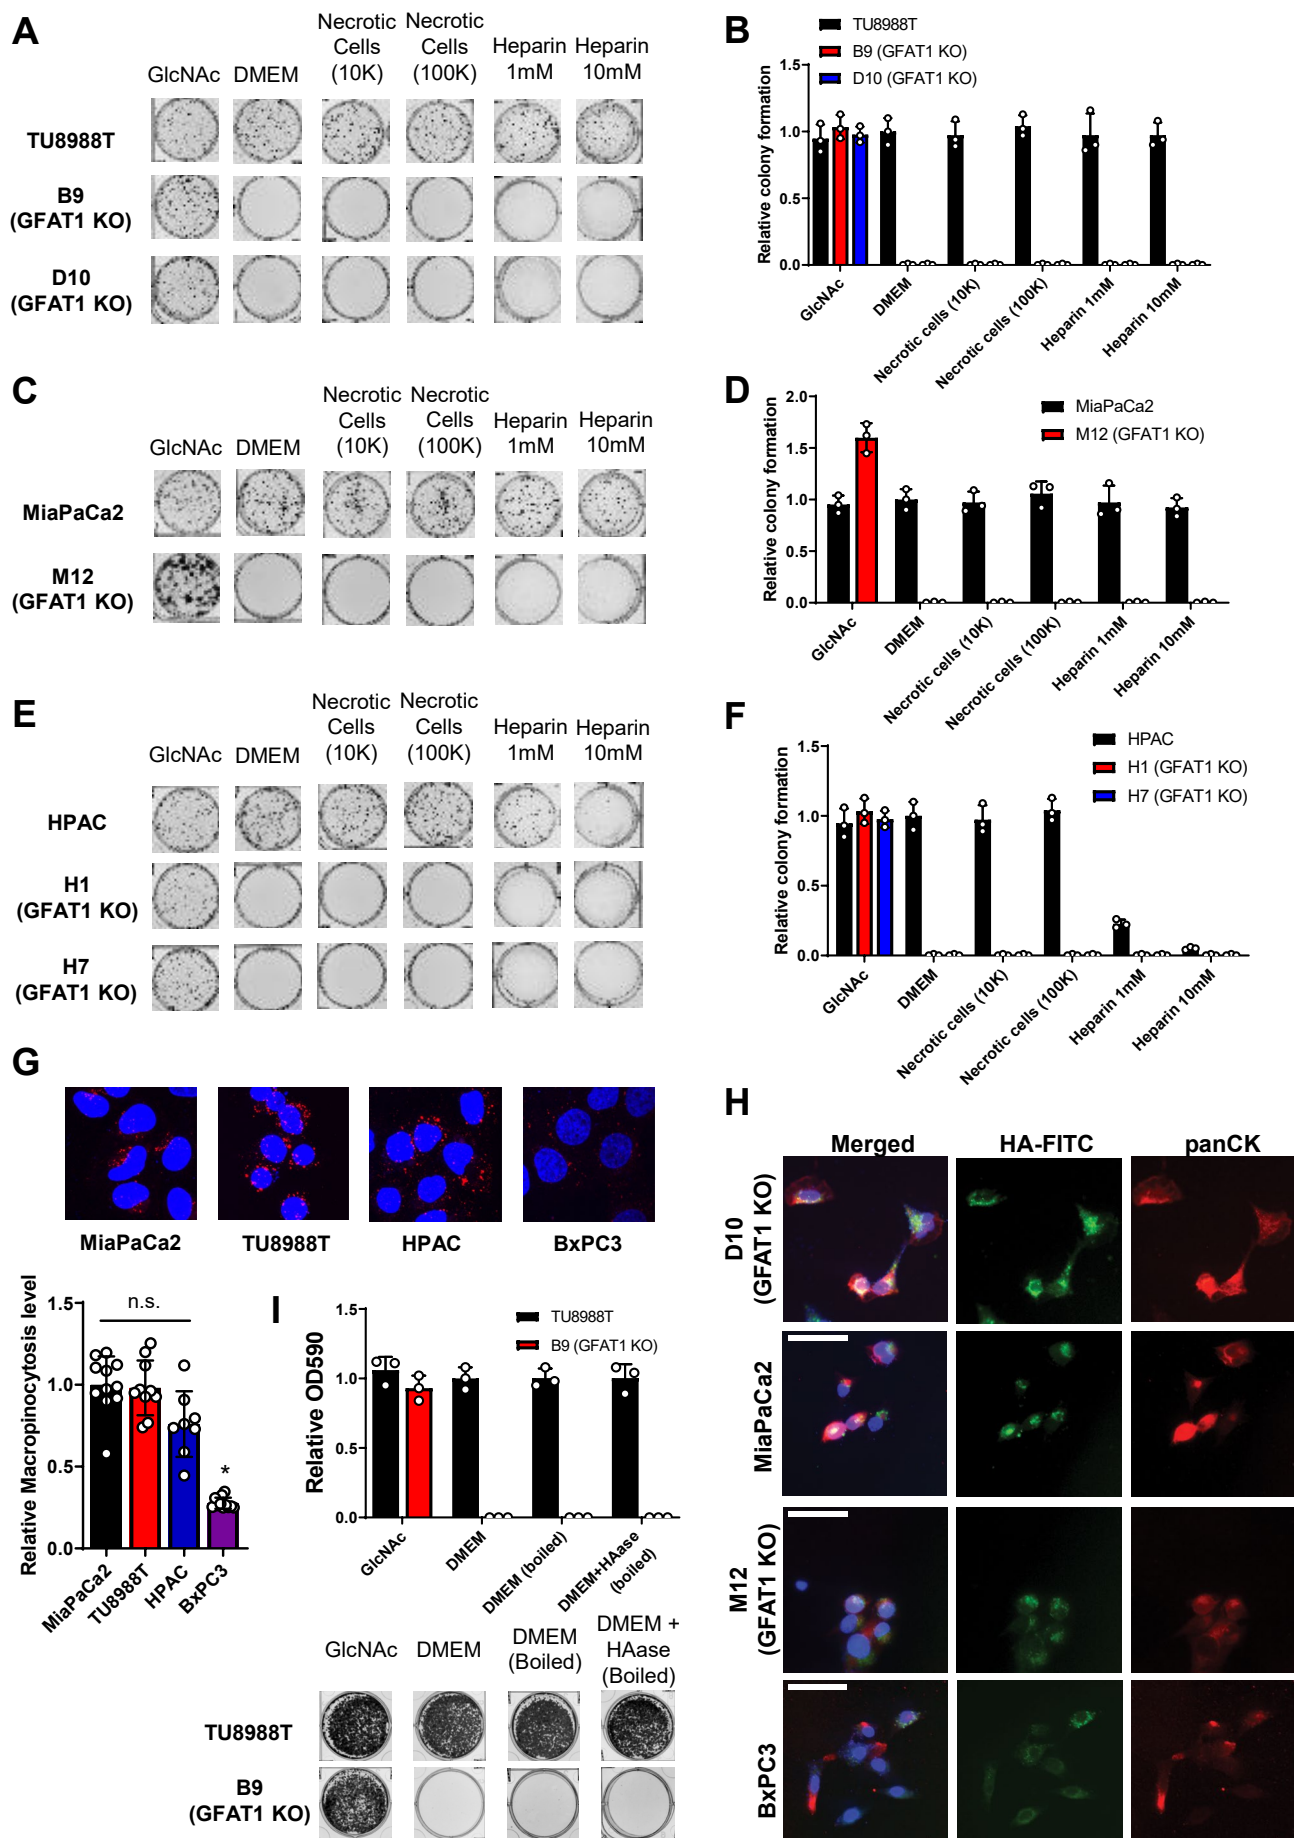 A
Necrotic Necrotic
Cells Cells Heparin Heparin
GlcNAc DMEM (10K) (100K) 1mM 10mM
TU8988T
B9
(GFAT1 KO)
D10
(GFAT1 KO)
B
TU8988T
B9 (GFAT1 KO)
D10 (GFAT1 KO)
Relative colony formation
1.5
1.0
0.5
0.0
GlcNAc
DMEM
Necrotic cells (10K)
Necrotic cells (100K)
Heparin 1mM
Heparin 10mM
C
Necrotic Necrotic
Cells Cells Heparin Heparin
GlcNAc DMEM (10K) (100K) 1mM 10mM
MiaPaCa2
M12
(GFAT1 KO)
D
MiaPaCa2
M12 (GFAT1 KO)
Relative colony formation
2.0
1.5
1.0
0.5
0.0
GlcNAc
DMEM
Necrotic cells (10K)
Necrotic cells (100K)
Heparin 1mM
Heparin 10mM
E
Necrotic Necrotic
Cells Cells Heparin Heparin
GlcNAc DMEM (10K) (100K) 1mM 10mM
HPAC
H1
(GFAT1 KO)
H7
(GFAT1 KO)
F
HPAC
H1 (GFAT1 KO)
H7 (GFAT1 KO)
Relative colony formation
1.5
1.0
0.5
0.0
GlcNAc
DMEM
Necrotic cells (10K)
Necrotic cells (100K)
Heparin 1mM
Heparin 10mM
G
MiaPaCa2 TU8988T HPAC BxPC3
Relative Macropinocytosis level
1.5
1.0
0.5
0.0
n.s.
*
MiaPaCa2
TU8988T
HPAC
BxPC3
H
Merged HA-FITC panCK
D10
(GFAT1 KO)
MiaPaCa2
M12
(GFAT1 KO)
BxPC3
I
TU8988T
B9 (GFAT1 KO)
Relative OD590
1.5
1.0
0.5
0.0
GlcNAc
DMEM
DMEM (boiled)
DMEM+HAase
(boiled)
GlcNAc DMEM DMEM (Boiled) DMEM + HAase (Boiled)
TU8988T
B9
(GFAT1 KO)